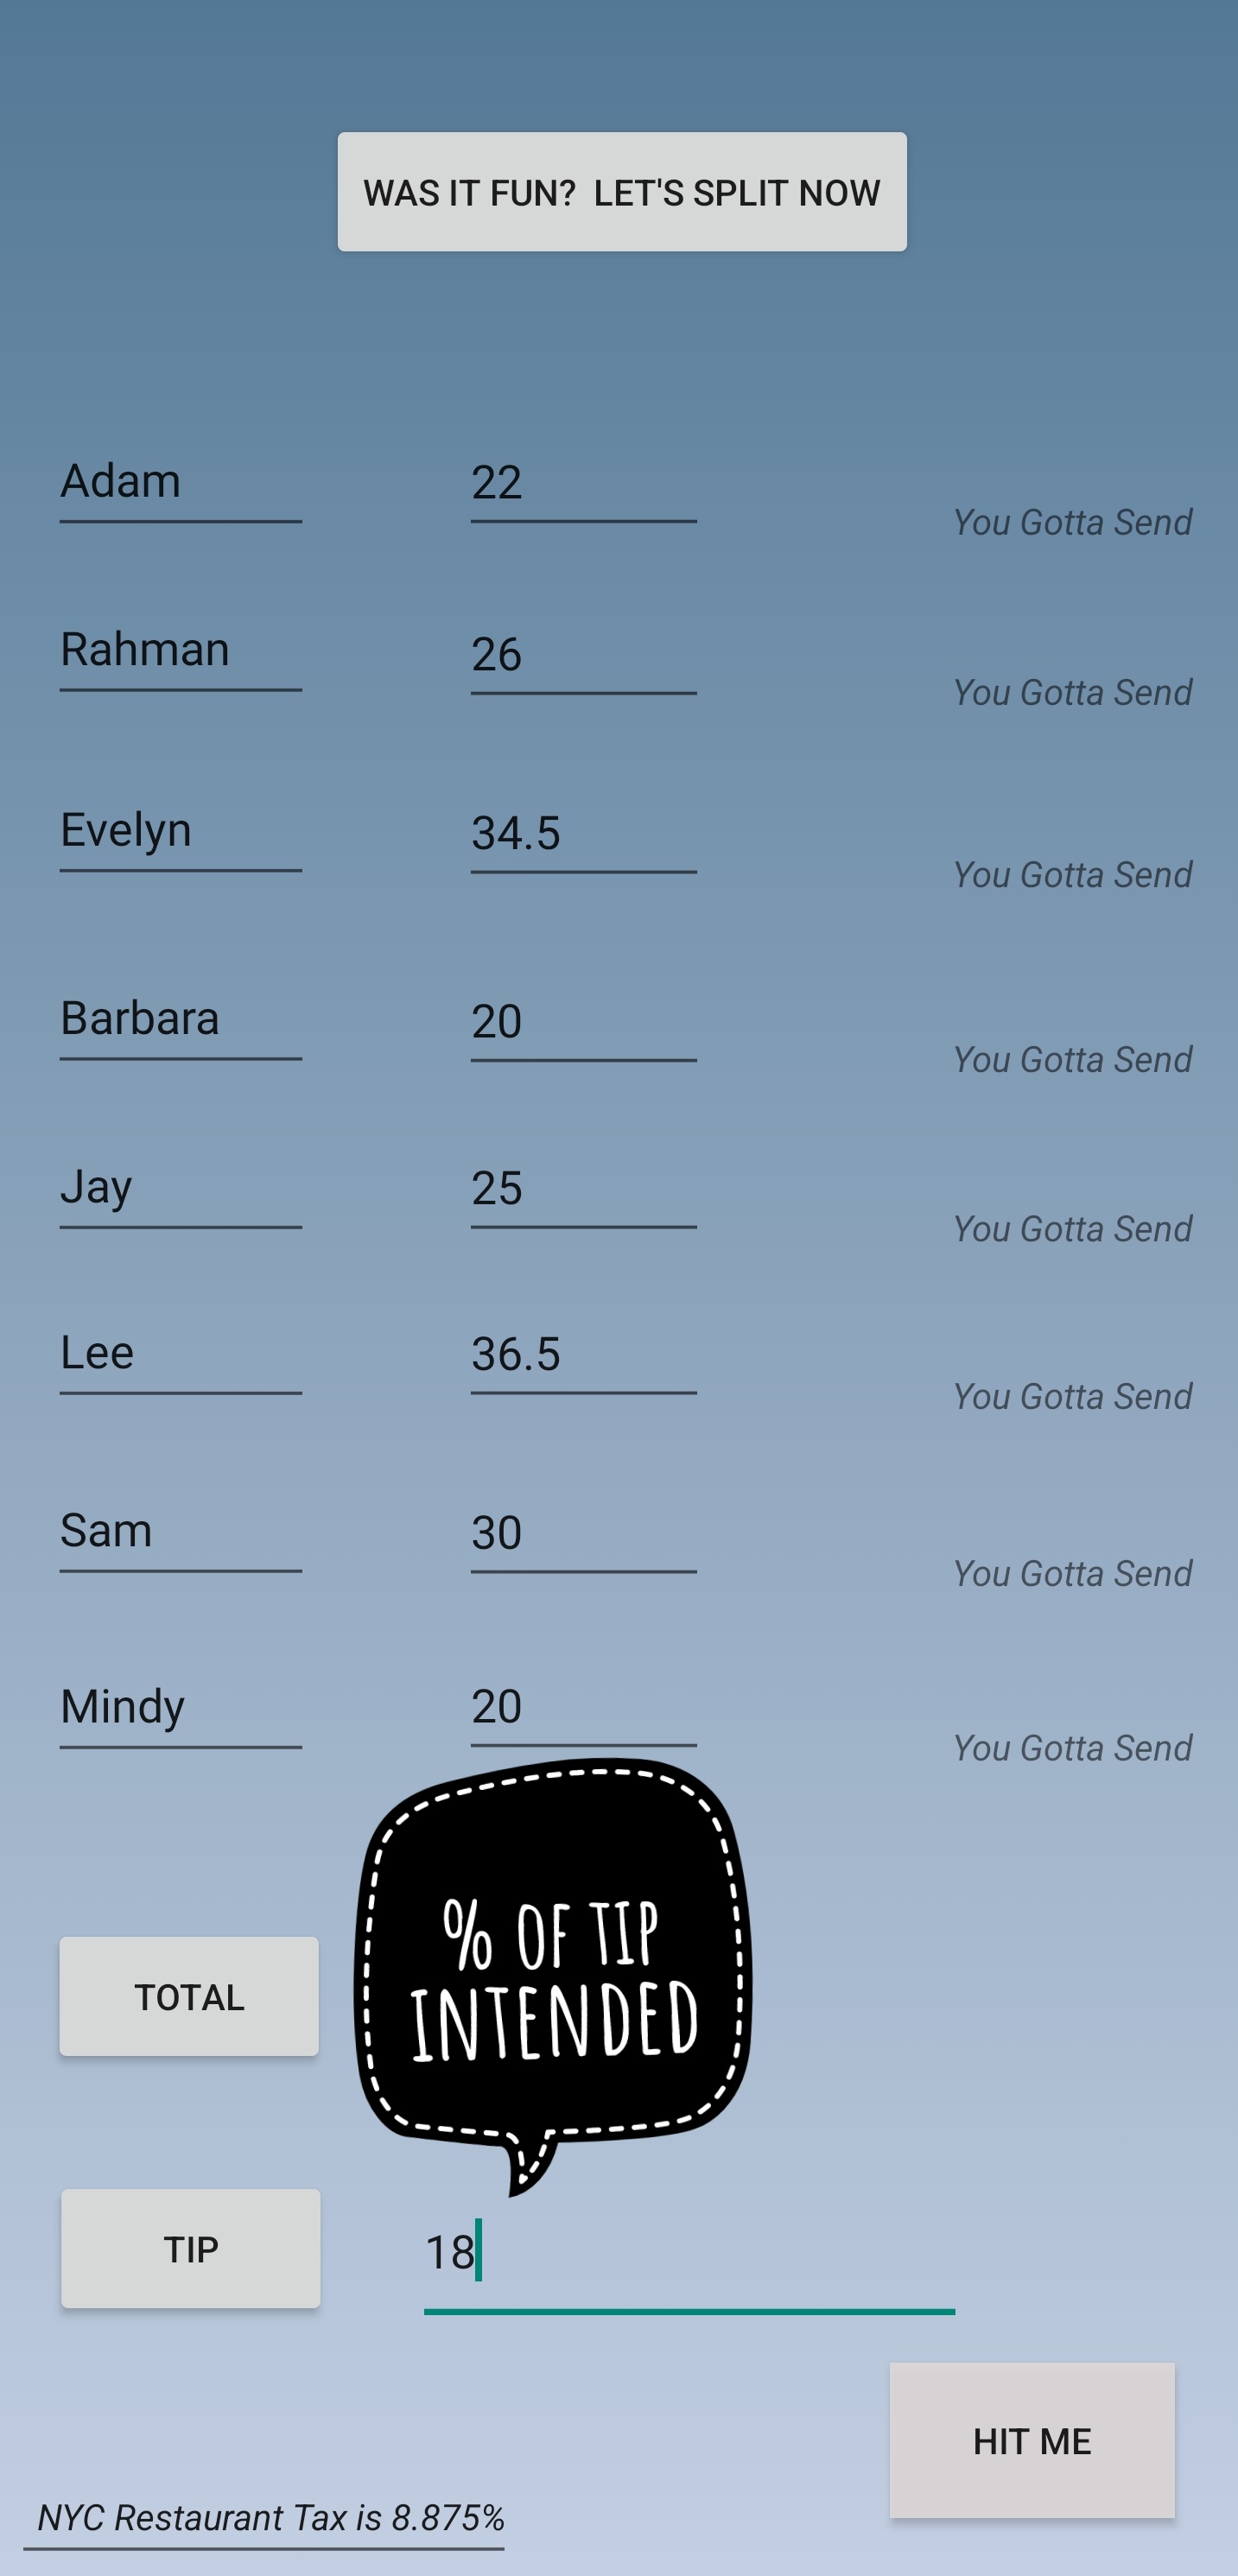 WAS IT FUN?  LET'S SPLIT NOW
Adam 22 You Gotta Send
Rahman 26 You Gotta Send
Evelyn 34.5 You Gotta Send
Barbara 20 You Gotta Send
Jay 25 You Gotta Send
Lee 36.5 You Gotta Send
Sam 30 You Gotta Send
Mindy 20 You Gotta Send
% OF TIP
INTENDED
TOTAL
TIP 18
HIT ME
NYC Restaurant Tax is 8.875%